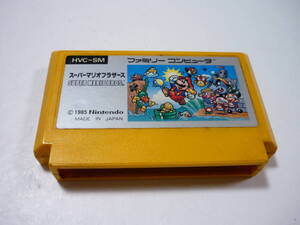 HVC-SM
ファミリー コンピュータ
スーパーマリオブラザーズ
SUPER MARIO BROS.
© 1985 Nintendo
MADE IN JAPAN